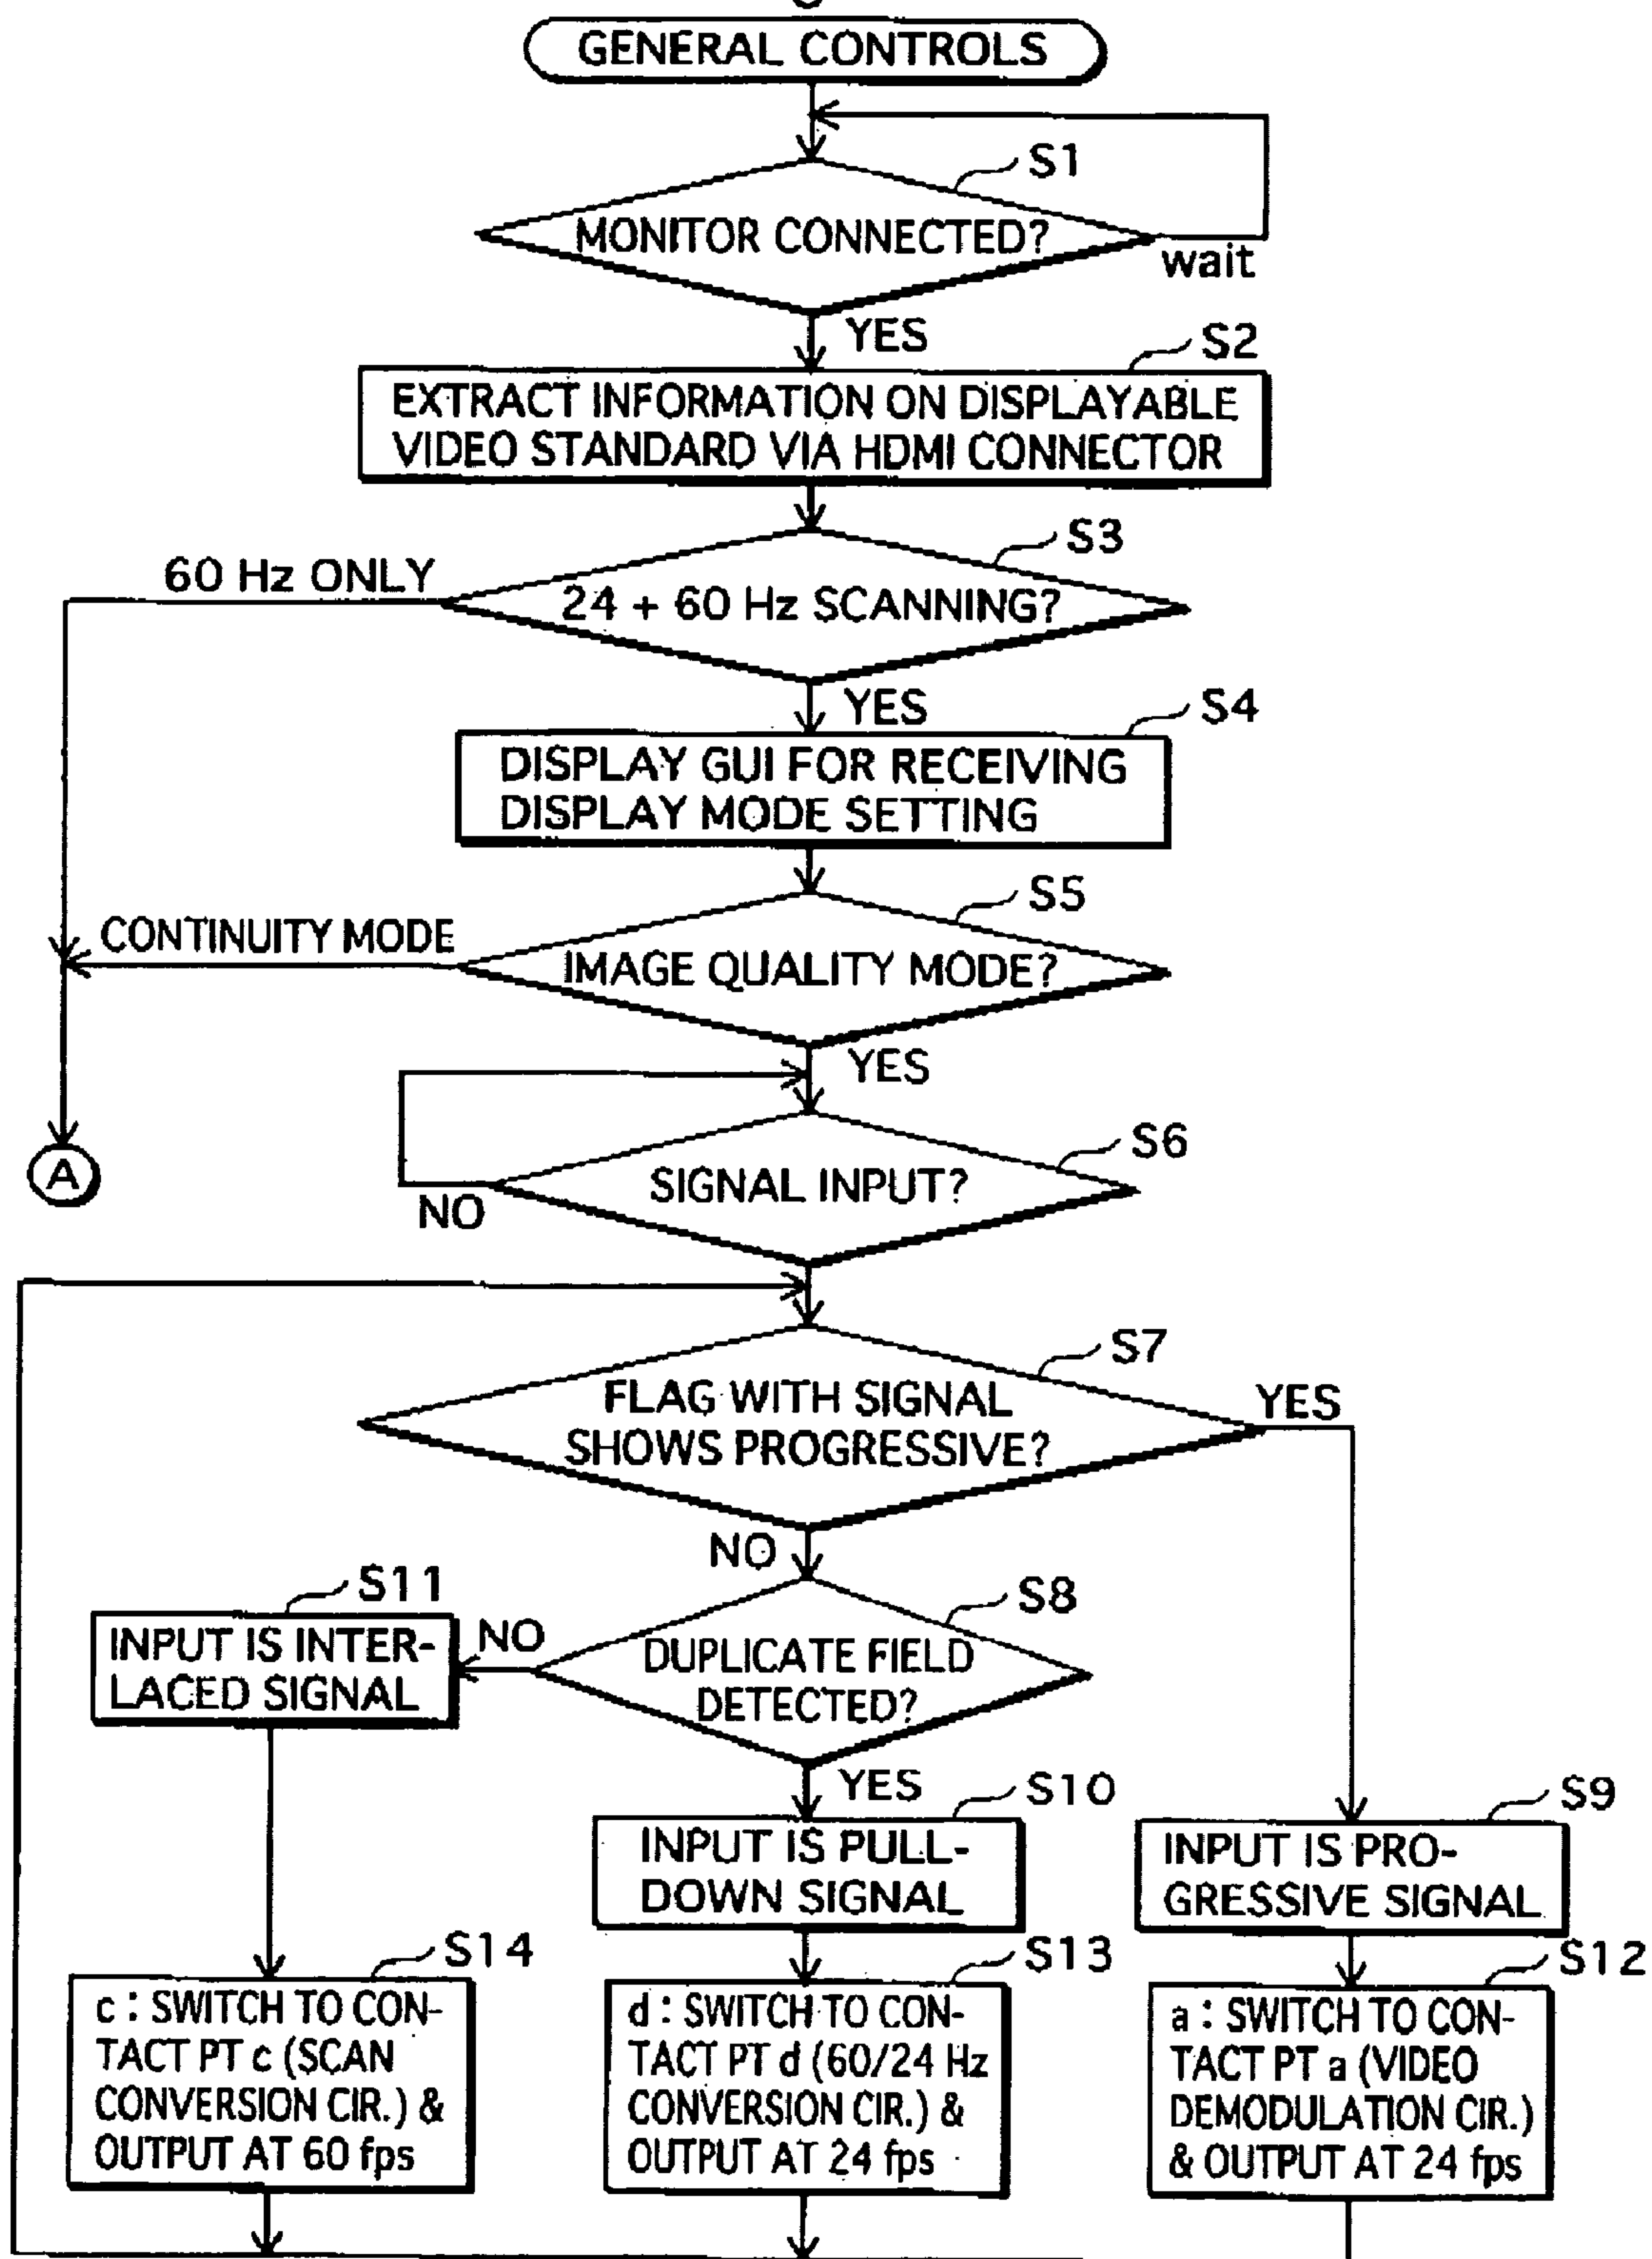 GENERAL CONTROLS
S1
MONITOR CONNECTED?
wait
YES
S2
EXTRACT INFORMATION ON DISPLAYABLE
VIDEO STANDARD VIA HDMI CONNECTOR
S3
60 Hz ONLY
24 + 60 Hz SCANNING?
YES
S4
DISPLAY GUI FOR RECEIVING
DISPLAY MODE SETTING
S5
CONTINUITY MODE
IMAGE QUALITY MODE?
YES
S6
A
SIGNAL INPUT?
NO
S7
FLAG WITH SIGNAL
SHOWS PROGRESSIVE?
YES
NO
S11
S8
INPUT IS INTER-
LACED SIGNAL
NO
DUPLICATE FIELD
DETECTED?
YES
S10
S9
INPUT IS PULL-
DOWN SIGNAL
INPUT IS PRO-
GRESSIVE SIGNAL
S14
S13
S12
c : SWITCH TO CON-
TACT PT c (SCAN
CONVERSION CIR.) &
OUTPUT AT 60 fps
d : SWITCH TO CON-
TACT PT d (60/24 Hz
CONVERSION CIR.) &
OUTPUT AT 24 fps
a : SWITCH TO CON-
TACT PT a (VIDEO
DEMODULATION CIR.)
& OUTPUT AT 24 fps